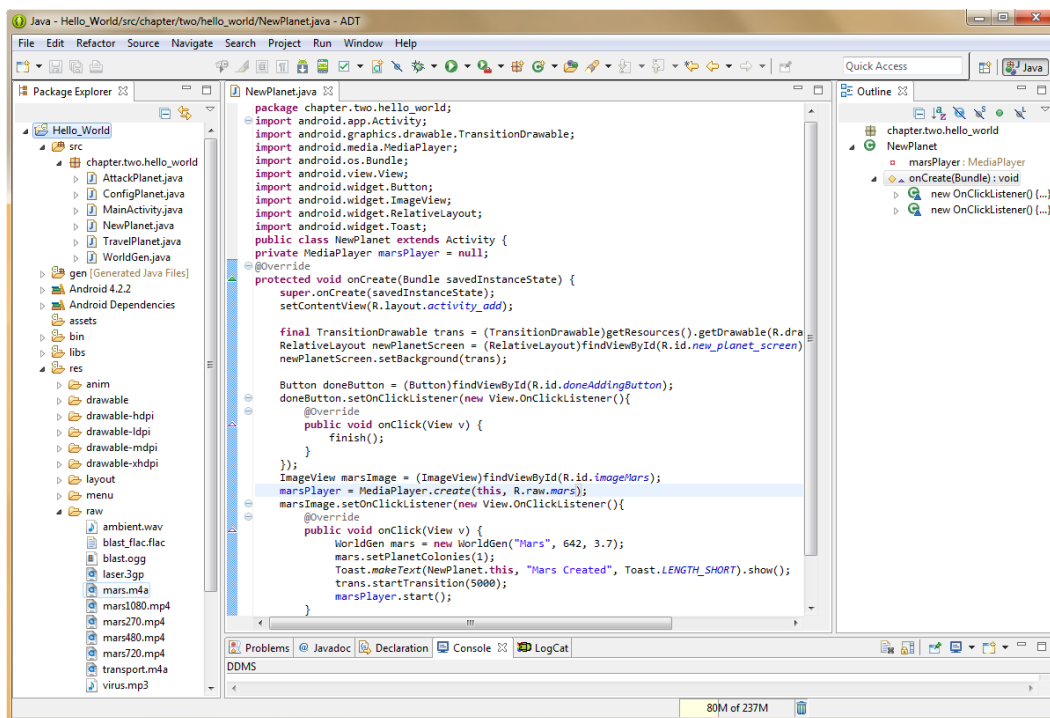 Java - Hello_World/src/chapter/two/hello_world/NewPlanet.java - ADT
File Edit Refactor Source Navigate Search Project Run Window Help
Quick Access
Java
Package Explorer
Hello_World
src
chapter.two.hello_world
AttackPlanet.java
ConfigPlanet.java
MainActivity.java
NewPlanet.java
TravelPlanet.java
WorldGen.java
gen [Generated Java Files]
Android 4.2.2
Android Dependencies
assets
bin
libs
res
anim
drawable
drawable-hdpi
drawable-ldpi
drawable-mdpi
drawable-xhdpi
layout
menu
raw
ambient.wav
blast_flac.flac
blast.ogg
laser.3gp
mars.m4a
mars1080.mp4
mars270.mp4
mars480.mp4
mars720.mp4
transport.m4a
virus.mp3
NewPlanet.java
package chapter.two.hello_world;
import android.app.Activity;
import android.graphics.drawable.TransitionDrawable;
import android.media.MediaPlayer;
import android.os.Bundle;
import android.view.View;
import android.widget.Button;
import android.widget.ImageView;
import android.widget.RelativeLayout;
import android.widget.Toast;
public class NewPlanet extends Activity {
private MediaPlayer marsPlayer = null;
@Override
protected void onCreate(Bundle savedInstanceState) {
super.onCreate(savedInstanceState);
setContentView(R.layout.activity_add);
final TransitionDrawable trans = (TransitionDrawable)getResources().getDrawable(R.dra
RelativeLayout newPlanetScreen = (RelativeLayout)findViewById(R.id.new_planet_screen)
newPlanetScreen.setBackground(trans);
Button doneButton = (Button)findViewById(R.id.doneAddingButton);
doneButton.setOnClickListener(new View.OnClickListener(){
@Override
public void onClick(View v) {
finish();
}
});
ImageView marsImage = (ImageView)findViewById(R.id.imageMars);
marsPlayer = MediaPlayer.create(this, R.raw.mars);
marsImage.setOnClickListener(new View.OnClickListener(){
@Override
public void onClick(View v) {
WorldGen mars = new WorldGen("Mars", 642, 3.7);
mars.setPlanetColonies(1);
Toast.makeText(NewPlanet.this, "Mars Created", Toast.LENGTH_SHORT).show();
trans.startTransition(5000);
marsPlayer.start();
}
Outline
chapter.two.hello_world
NewPlanet
marsPlayer : MediaPlayer
onCreate(Bundle) : void
new OnClickListener() {...}
new OnClickListener() {...}
Problems @ Javadoc Declaration Console LogCat
DDMS
80M of 237M